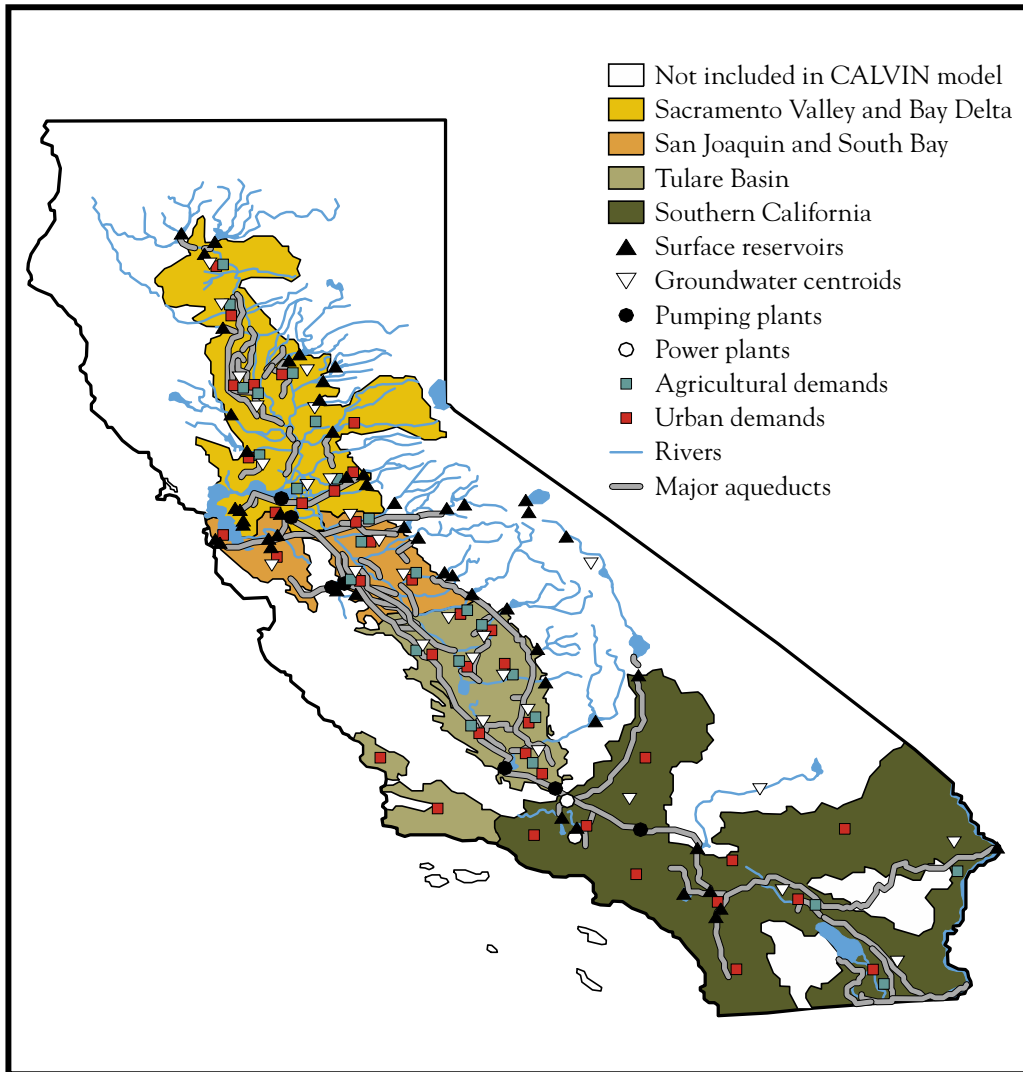 Not included in CALVIN model
Sacramento Valley and Bay Delta
San Joaquin and South Bay
Tulare Basin
Southern California
Surface reservoirs
Groundwater centroids
Pumping plants
Power plants
Agricultural demands
Urban demands
Rivers
Major aqueducts